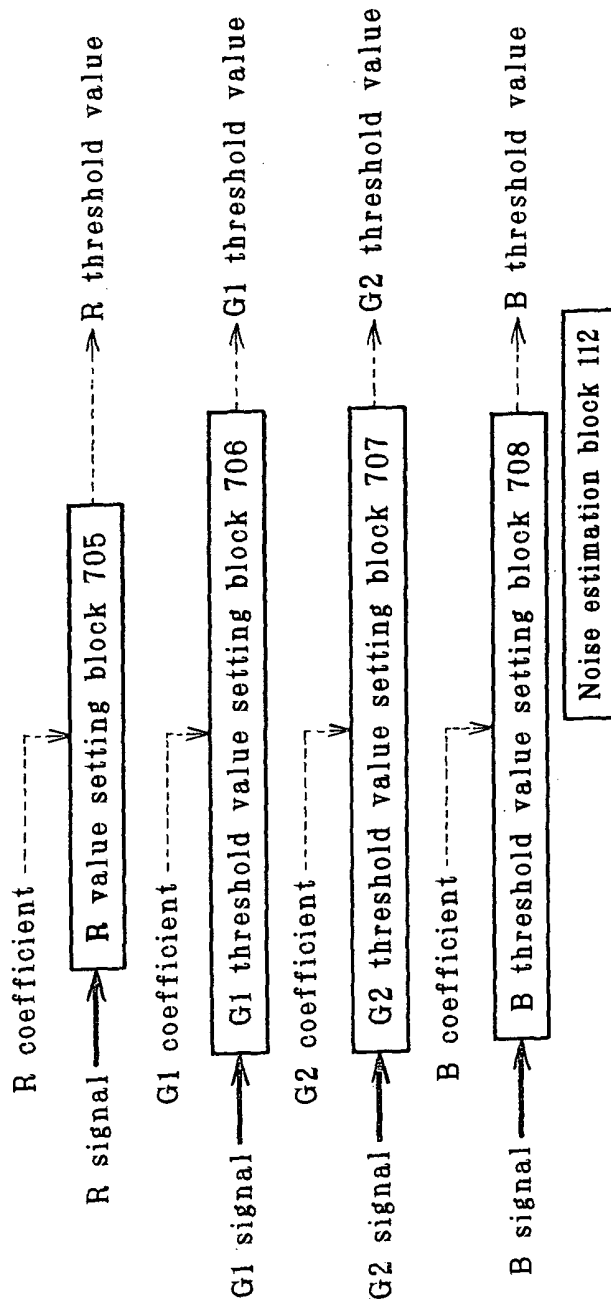 R coefficient
R signal
R value setting block 705
R threshold value
G1 coefficient
G1 signal
G1 threshold value setting block 706
G1 threshold value
G2 coefficient
G2 signal
G2 threshold value setting block 707
G2 threshold value
B coefficient
B signal
B threshold value setting block 708
B threshold value
Noise estimation block 112